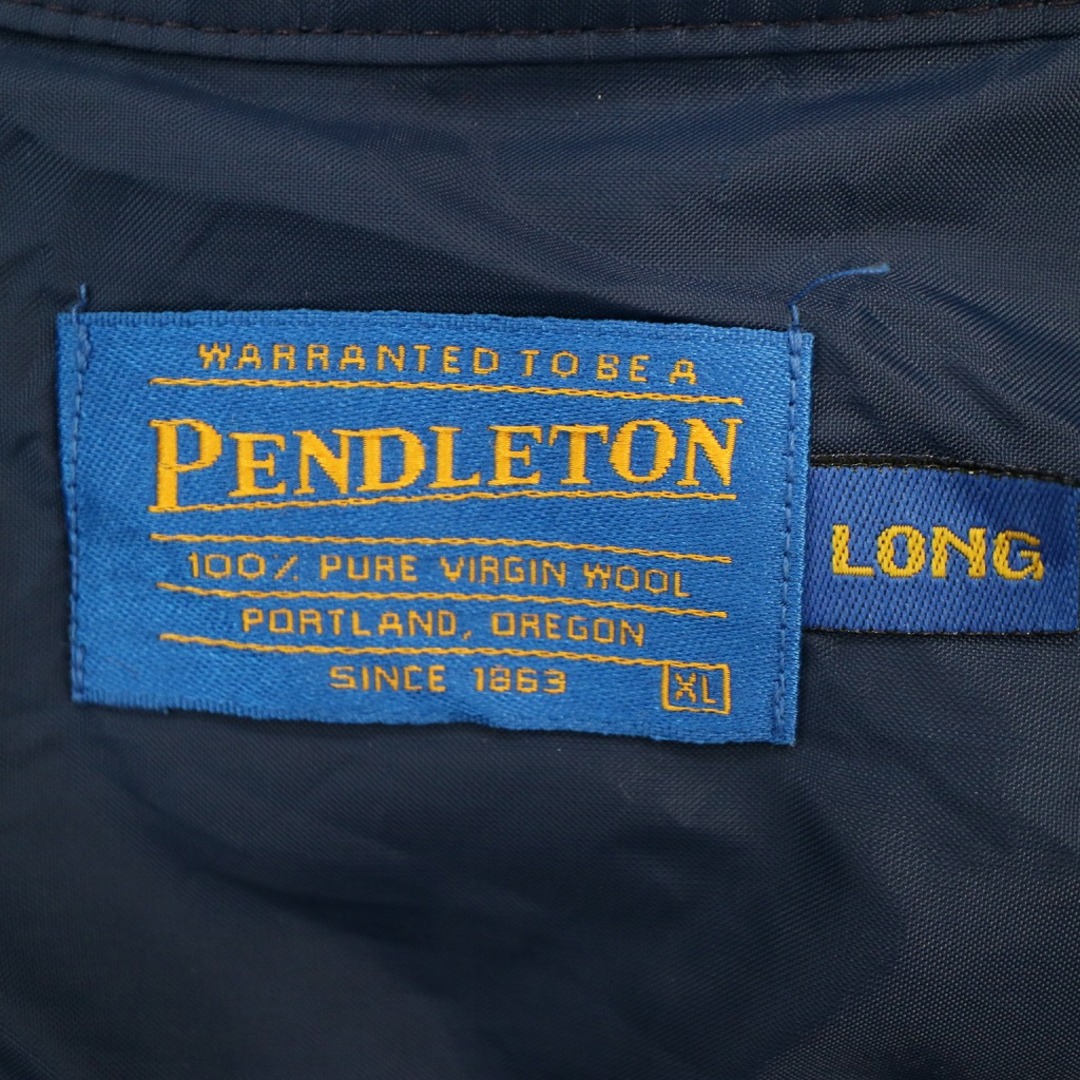 WARRANTED TO BE A
PENDLETON
100% PURE VIRGIN WOOL
PORTLAND, OREGON
SINCE 1863
XL
LONG